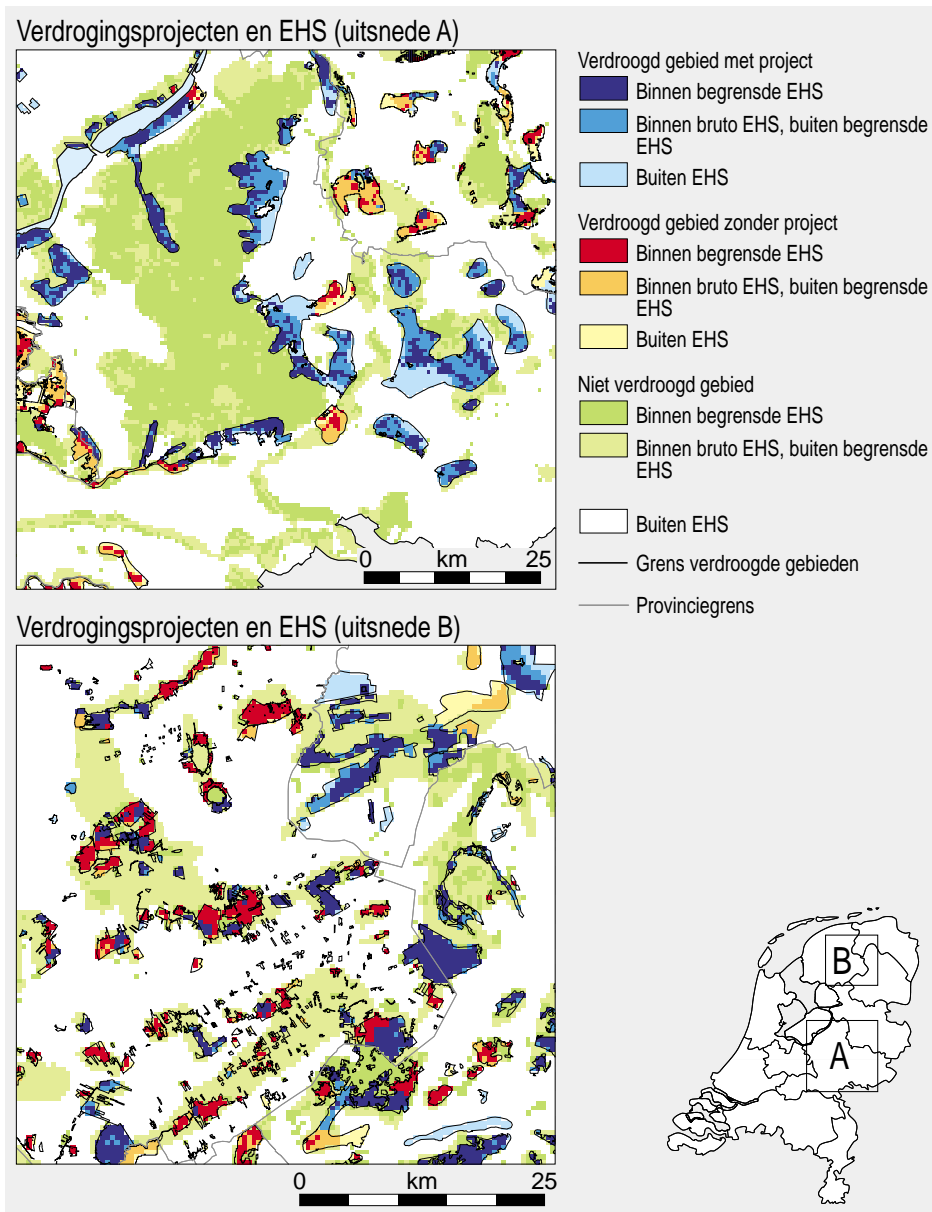 Verdrogingsprojecten en EHS (uitsnede A)
0 km 25
Verdroogd gebied met project
Binnen begrensde EHS
Binnen bruto EHS, buiten begrensde
EHS
Buiten EHS
Verdroogd gebied zonder project
Binnen begrensde EHS
Binnen bruto EHS, buiten begrensde
EHS
Buiten EHS
Niet verdroogd gebied
Binnen begrensde EHS
Binnen bruto EHS, buiten begrensde
EHS
Buiten EHS
Grens verdroogde gebieden
Provinciegrens
Verdrogingsprojecten en EHS (uitsnede B)
0 km 25
B
A